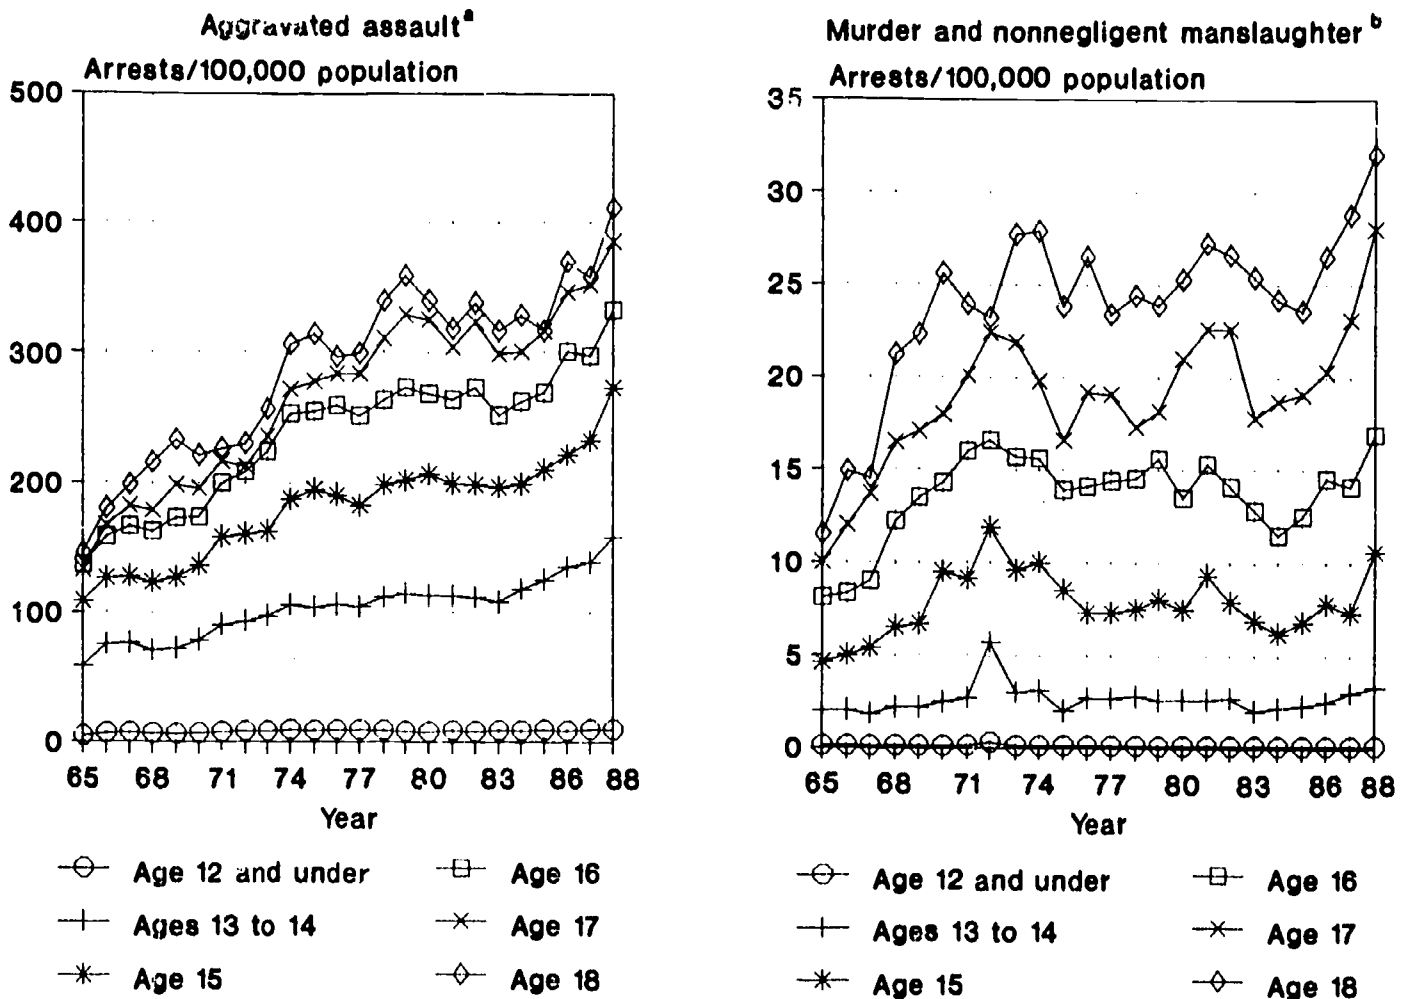 Aggravated assault a
Arrests/100,000 population
500
400
300
200
100
0
65 68 71 74 77 80 83 86 88
Year
Age 12 and under
Ages 13 to 14
Age 15
Age 16
Age 17
Age 18
Murder and nonnegligent manslaughter b
Arrests/100,000 population
35
30
25
20
15
10
5
0
65 68 71 74 77 80 83 86 88
Year
Age 12 and under
Ages 13 to 14
Age 15
Age 16
Age 17
Age 18